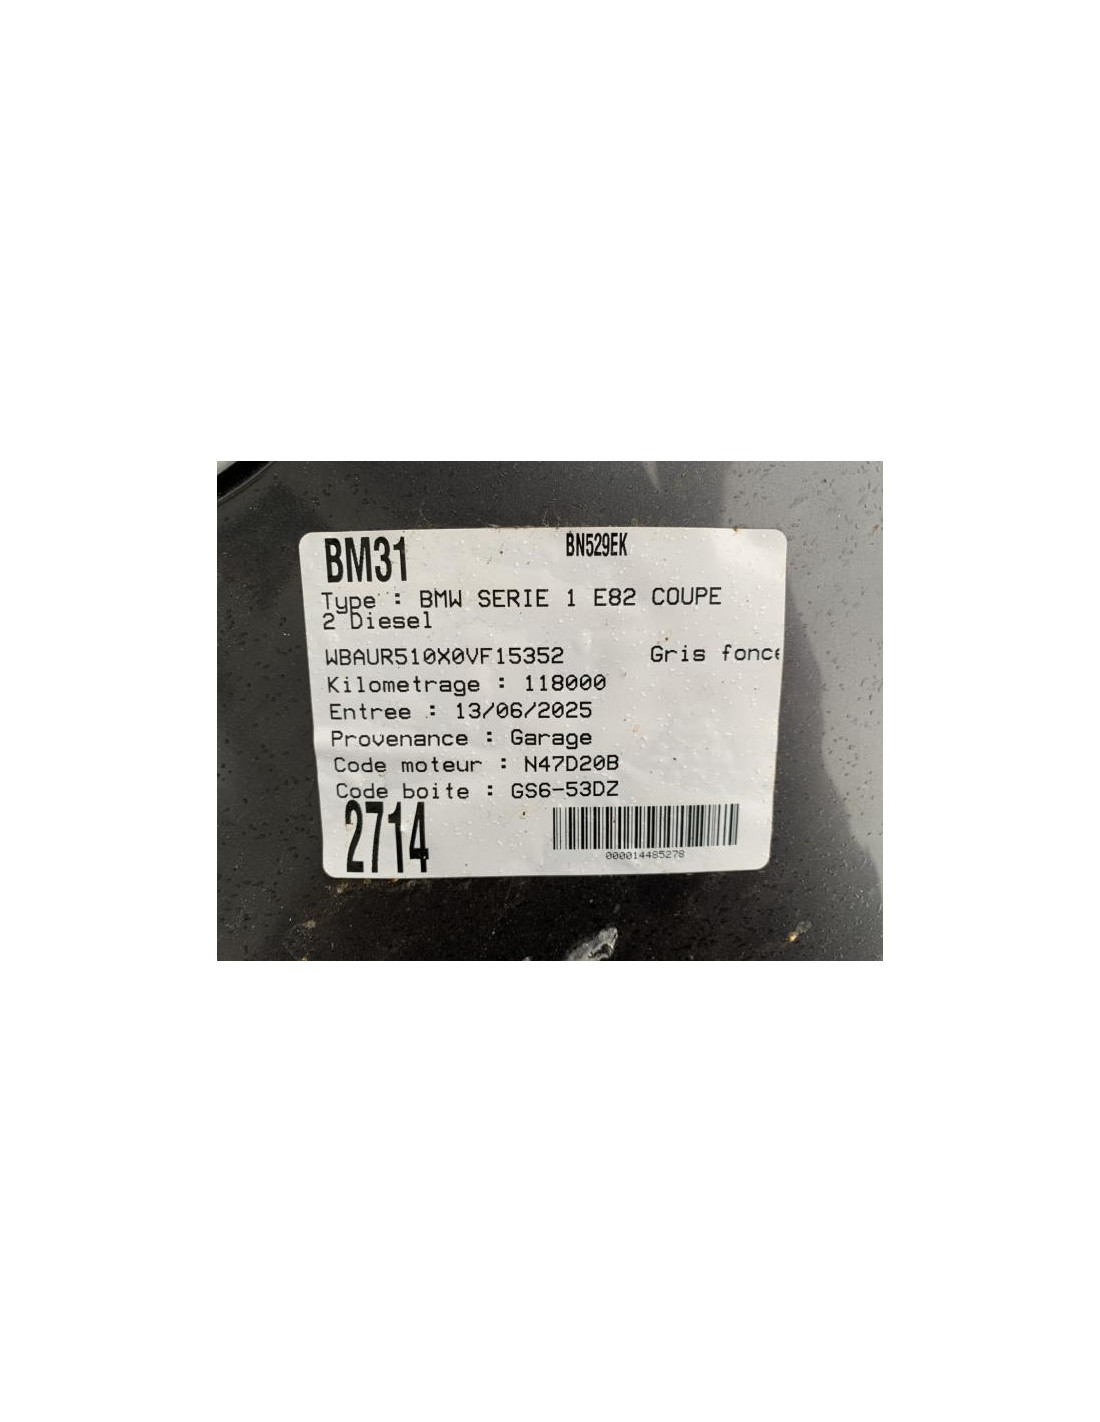 BM31 BN529EK
Type : BMW SERIE 1 E82 COUPE
2 Diesel
WBAUR510X0VF15352 Gris fonce
Kilometrage : 118000
Entree : 13/06/2025
Provenance : Garage
Code moteur : N47D20B
Code boite : GS6-53DZ
2714
000014485278